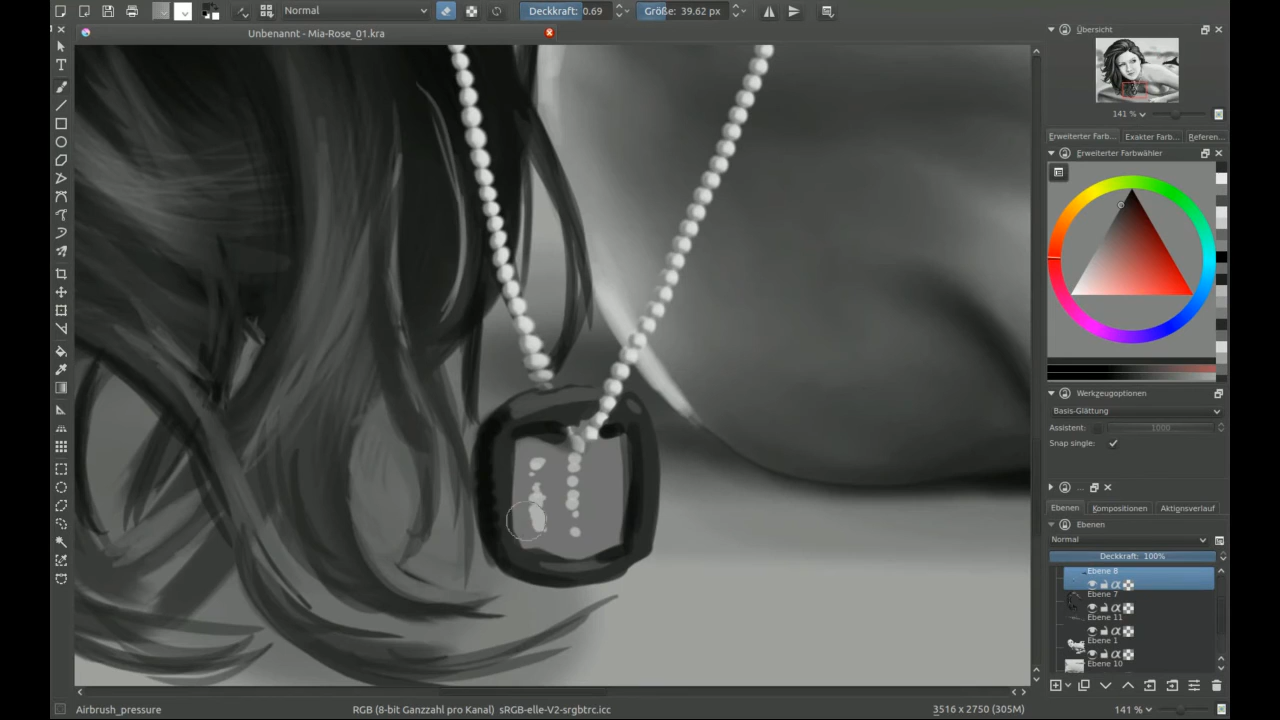 Normal
Deckkraft: 0.69
Größe: 39.62 px
Unbenannt - Mia-Rose_01.kra
Übersicht
141 %
Erweiterter Farb...
Exakter Farb...
Referen...
Erweiterter Farbwähler
Werkzeugoptionen
Basis-Glättung
Assistent:
1000
Snap single:
...
Ebenen
Kompositionen
Aktignsverlauf
Ebenen
Normal
Deckkraft: 100%
Ebene 8
Ebene 7
Ebene 11
Ebene 1
Ebene 10
Airbrush_pressure
RGB (8-bit Ganzzahl pro Kanal) sRGB-elle-V2-srgbtrc.icc
3516 x 2750 (305M)
141 %